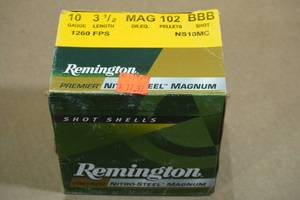 10 3 1/2 MAG 102 BBB
GAUGE LENGTH DR.EQ. PELLETS SHOT
1260 FPS NS10MC
Remington
PREMIER NITRO-STEEL MAGNUM
SHOT SHELLS
Remington
PREMIER NITRO-STEEL MAGNUM